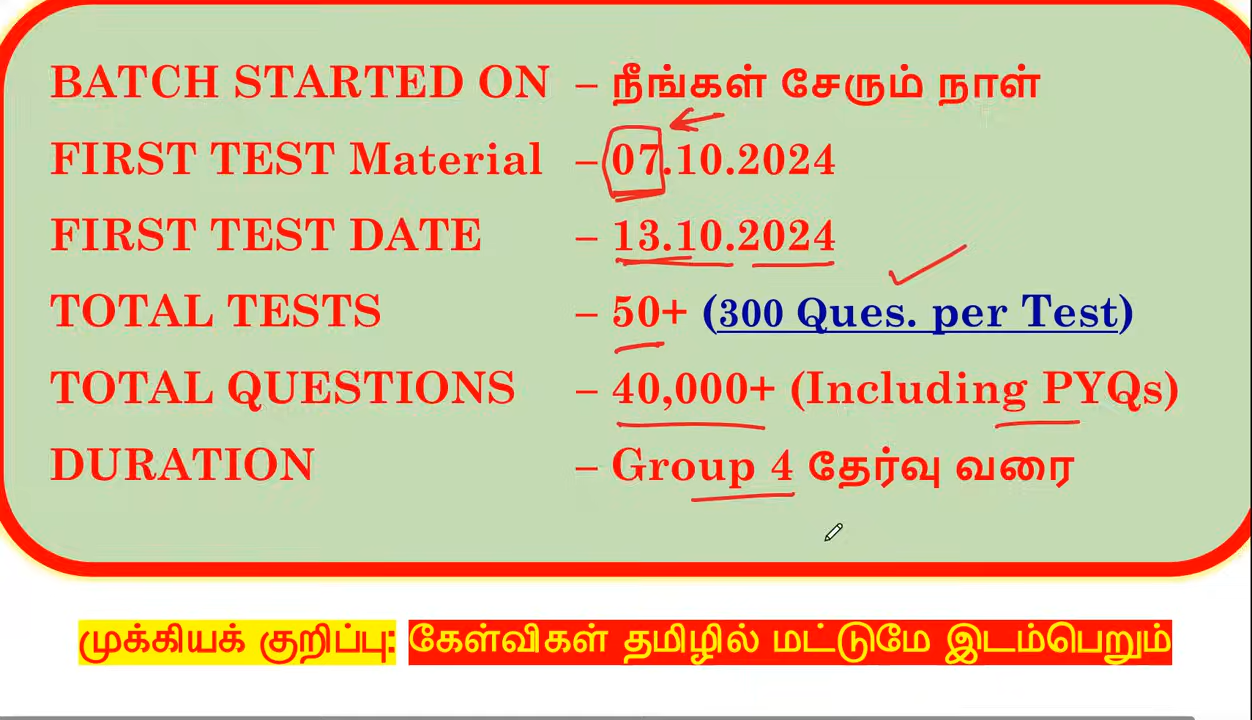 BATCH STARTED ON – நீங்கள் சேரும் நாள்
FIRST TEST Material – 07.10.2024
FIRST TEST DATE – 13.10.2024
TOTAL TESTS – 50+ (300 Ques. per Test)
TOTAL QUESTIONS – 40,000+ (Including PYQs)
DURATION – Group 4 தேர்வு வரை
முக்கியக் குறிப்பு: கேள்விகள் தமிழில் மட்டுமே இடம்பெறும்